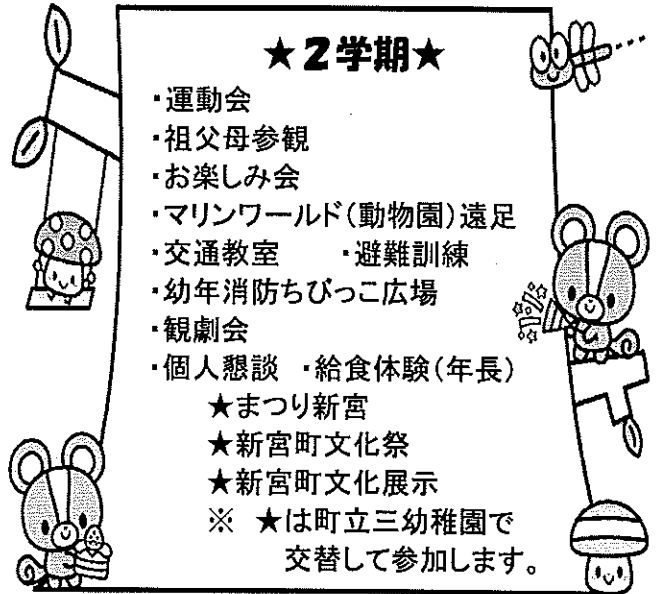 ★2学期★
・運動会
・祖父母参観
・お楽しみ会
・マリンワールド(動物園)遠足
・交通教室 ・避難訓練
・幼年消防ちびっこ広場
・観劇会
・個人懇談 ・給食体験(年長)
★まつり新宮
★新宮町文化祭
★新宮町文化展示
※ ★は町立三幼稚園で
交替して参加します。